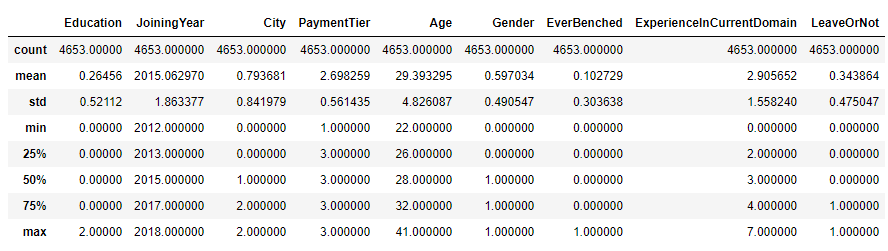 Education JoiningYear City PaymentTier Age Gender EverBenched ExperienceInCurrentDomain LeaveOrNot
count 4653.00000 4653.000000 4653.000000 4653.000000 4653.000000 4653.000000 4653.000000 4653.000000 4653.000000
mean 0.26456 2015.062970 0.793681 2.698259 29.393295 0.597034 0.102729 2.905652 0.343864
std 0.52112 1.863377 0.841979 0.561435 4.826087 0.490547 0.303638 1.558240 0.475047
min 0.00000 2012.000000 0.000000 1.000000 22.000000 0.000000 0.000000 0.000000 0.000000
25% 0.00000 2013.000000 0.000000 3.000000 26.000000 0.000000 0.000000 2.000000 0.000000
50% 0.00000 2015.000000 1.000000 3.000000 28.000000 1.000000 0.000000 3.000000 0.000000
75% 0.00000 2017.000000 2.000000 3.000000 32.000000 1.000000 0.000000 4.000000 1.000000
max 2.00000 2018.000000 2.000000 3.000000 41.000000 1.000000 1.000000 7.000000 1.000000